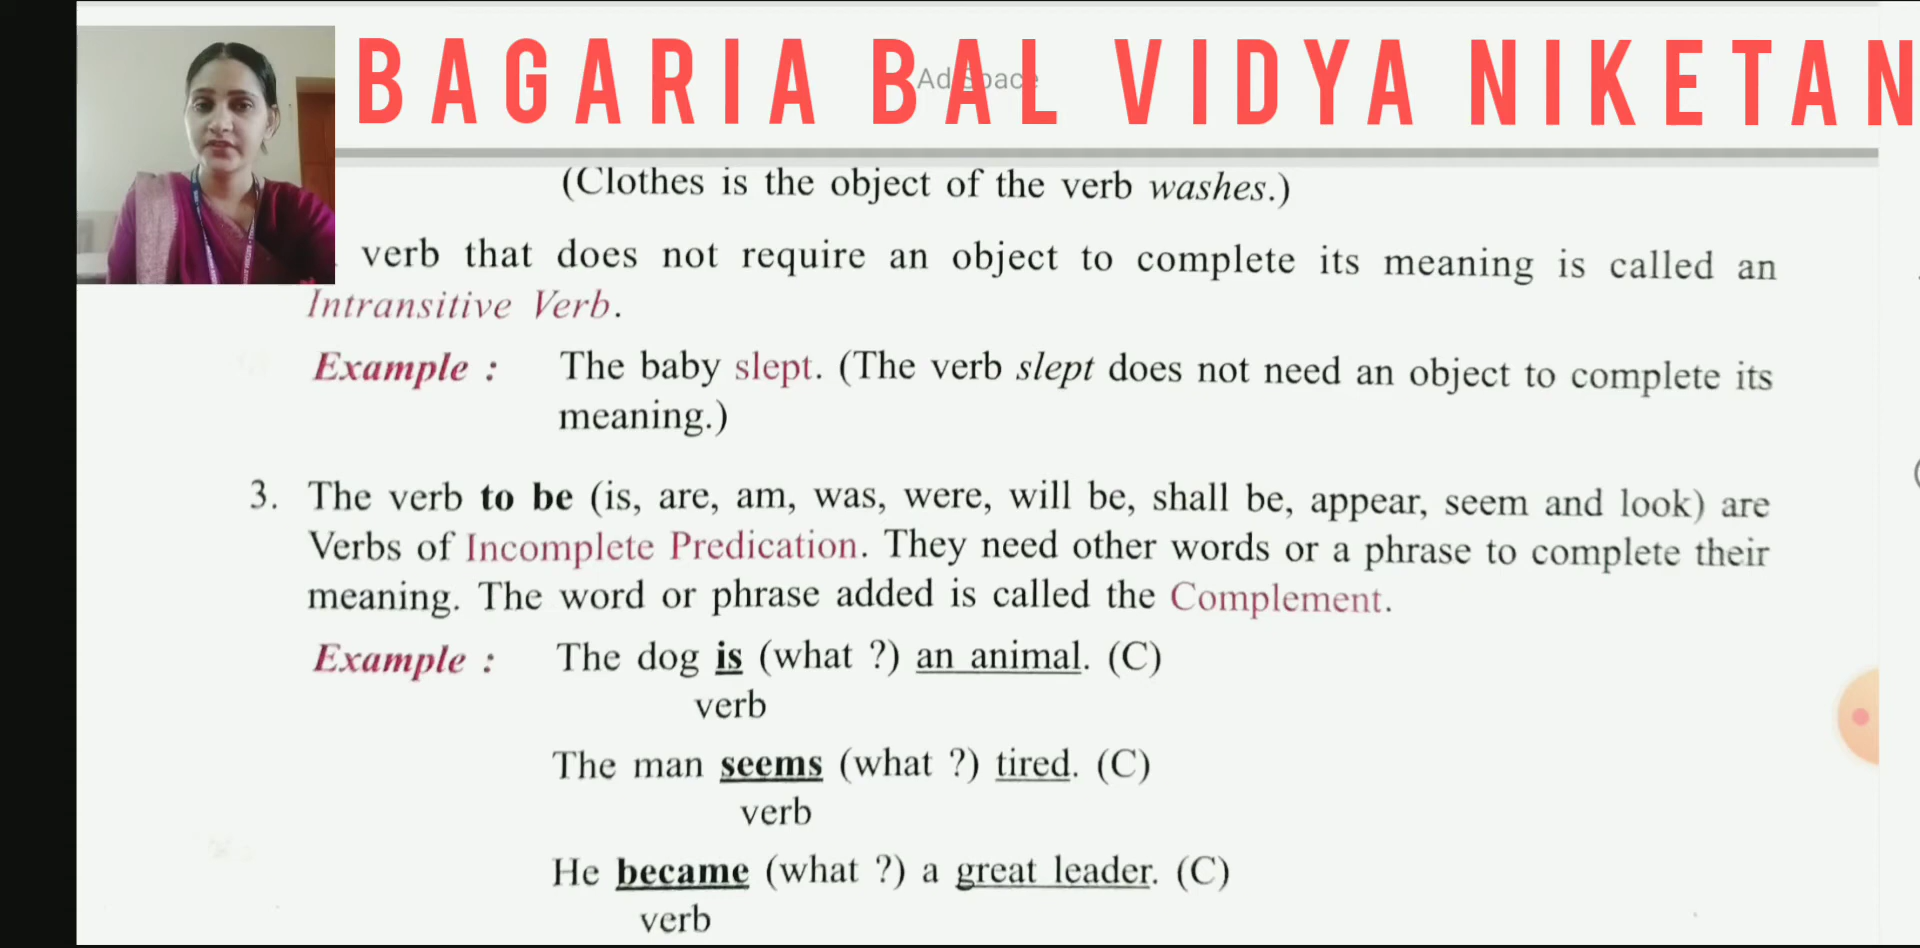 BAGARIA BAL VIDYA NIKETAN
Ad Space
(Clothes is the object of the verb washes.)
verb that does not require an object to complete its meaning is called an
Intransitive Verb.
Example : The baby slept. (The verb slept does not need an object to complete its
meaning.)
3. The verb to be (is, are, am, was, were, will be, shall be, appear, seem and look) are
Verbs of Incomplete Predication. They need other words or a phrase to complete their
meaning. The word or phrase added is called the Complement.
Example : The dog is (what ?) an animal. (C)
verb
The man seems (what ?) tired. (C)
verb
He became (what ?) a great leader. (C)
verb